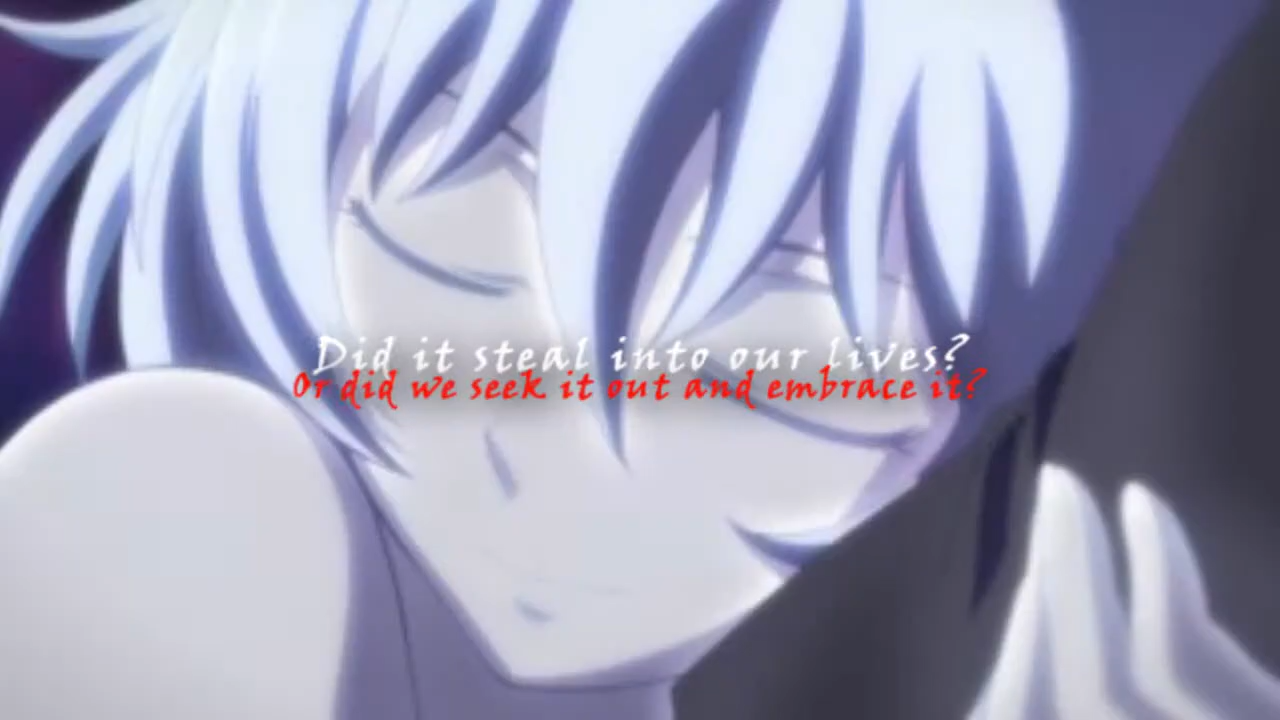 Did it steal into our lives?
Or did we seek it out and embrace it?